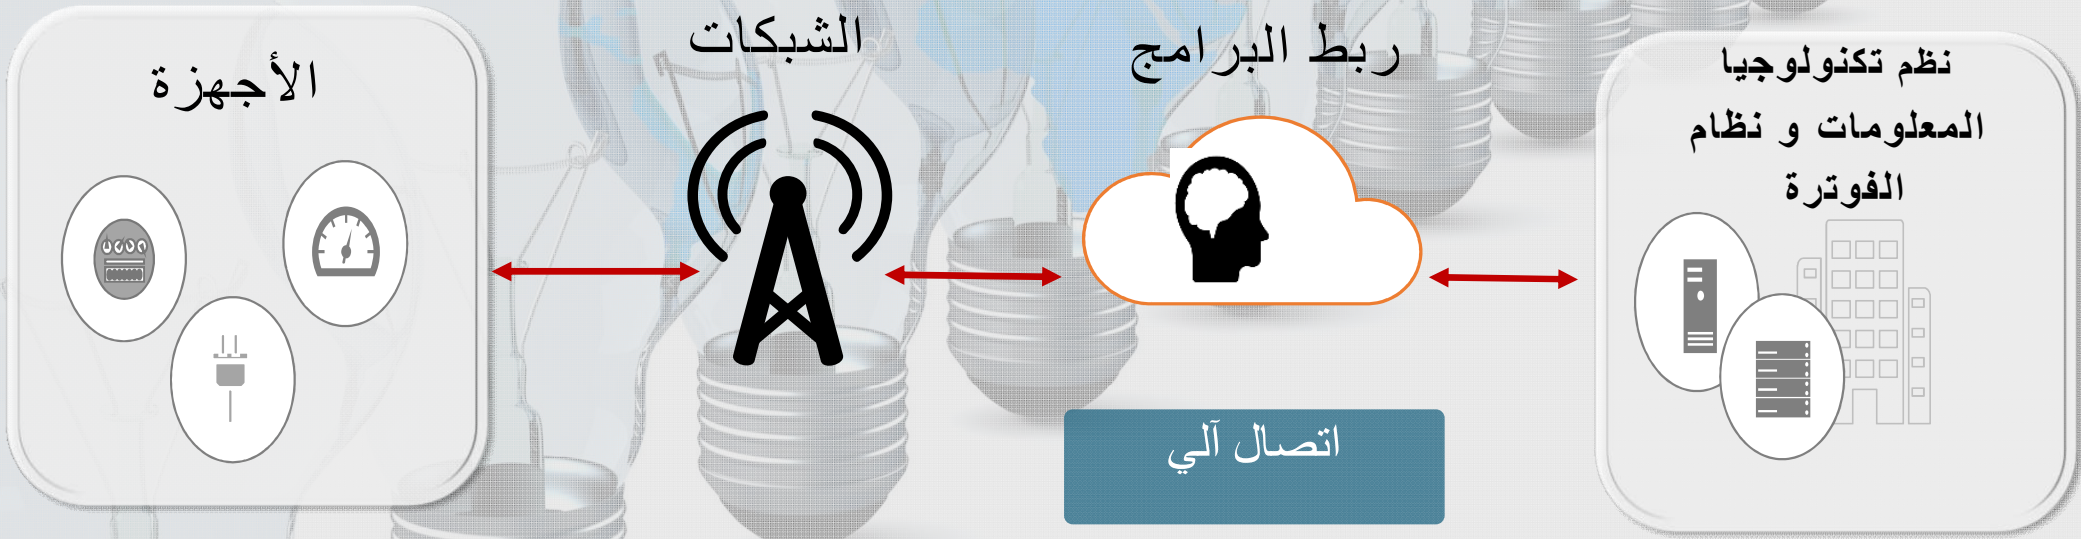 نظم تكنولوجيا
المعلومات و نظام
الفوترة
ربط البرامج
الشبكات
الأجهزة
اتصال آلي